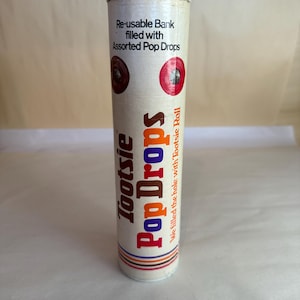 Re-usable Bank
filled with
Assorted Pop Drops
Tootsie
Pop Drops
We filled the hole with Tootsie Roll